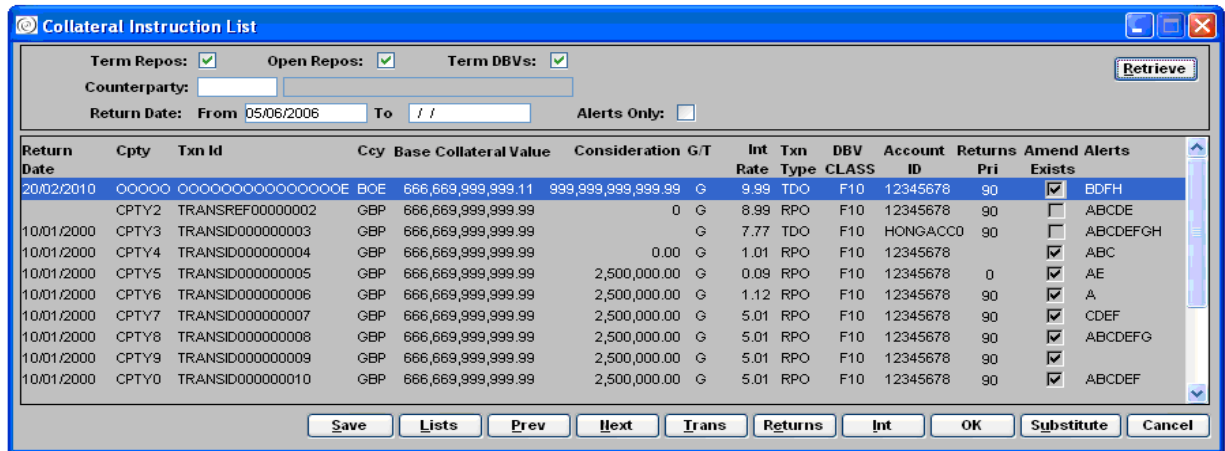 Collateral Instruction List
Term Repos: Open Repos: Term DBVs:
Retrieve
Counterparty:
Return Date: From 05/06/2006 To / / Alerts Only:
Return Date Cpty Txn Id Ccy Base Collateral Value Consideration G/T Int Rate Txn Type DBV CLASS Account ID Returns Pri Amend Exists Alerts
20/02/2010 OOOOO OOOOOOOOOOOOOOOE BOE 666,669,999,999.11 999,999,999,999.99 G 9.99 TDO F10 12345678 90 BDFH
CPTY2 TRANSREF00000002 GBP 666,669,999,999.99 0 G 8.99 RPO F10 12345678 90 ABCDE
10/01/2000 CPTY3 TRANSID000000003 GBP 666,669,999,999.99 G 7.77 TDO F10 HONGACC0 90 ABCDEFGH
10/01/2000 CPTY4 TRANSID000000004 GBP 666,669,999,999.99 0.00 G 1.01 RPO F10 12345678 ABC
10/01/2000 CPTY5 TRANSID000000005 GBP 666,669,999,999.99 2,500,000.00 G 0.09 RPO F10 12345678 0 AE
10/01/2000 CPTY6 TRANSID000000006 GBP 666,669,999,999.99 2,500,000.00 G 1.12 RPO F10 12345678 90 A
10/01/2000 CPTY7 TRANSID000000007 GBP 666,669,999,999.99 2,500,000.00 G 5.01 RPO F10 12345678 90 CDEF
10/01/2000 CPTY8 TRANSID000000008 GBP 666,669,999,999.99 2,500,000.00 G 5.01 RPO F10 12345678 90 ABCDEFG
10/01/2000 CPTY9 TRANSID000000009 GBP 666,669,999,999.99 2,500,000.00 G 5.01 RPO F10 12345678 90
10/01/2000 CPTY0 TRANSID000000010 GBP 666,669,999,999.99 2,500,000.00 G 5.01 RPO F10 12345678 90 ABCDEF
Save Lists Prev Next Trans Returns Int OK Substitute Cancel